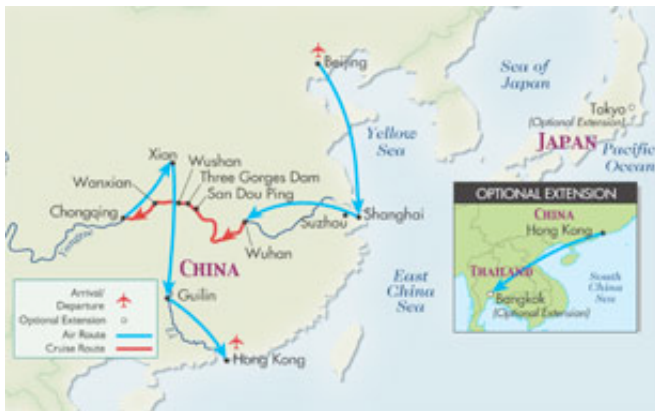 Beijing
Sea of
Japan
Tokyo
(Optional Extension)
JAPAN
Pacific
Ocean
Yellow
Sea
Xian
Wushan
Three Gorges Dam
San Dou Ping
Wanxian
Chongqing
Yangtze
Suzhou
Shanghai
Wuhan
CHINA
East
China
Sea
Guilin
Hong Kong
Arrival/
Departure
Optional Extension
Air Route
Cruise Route
OPTIONAL EXTENSION
CHINA
Hong Kong
THAILAND
South
China
Sea
Bangkok
(Optional Extension)